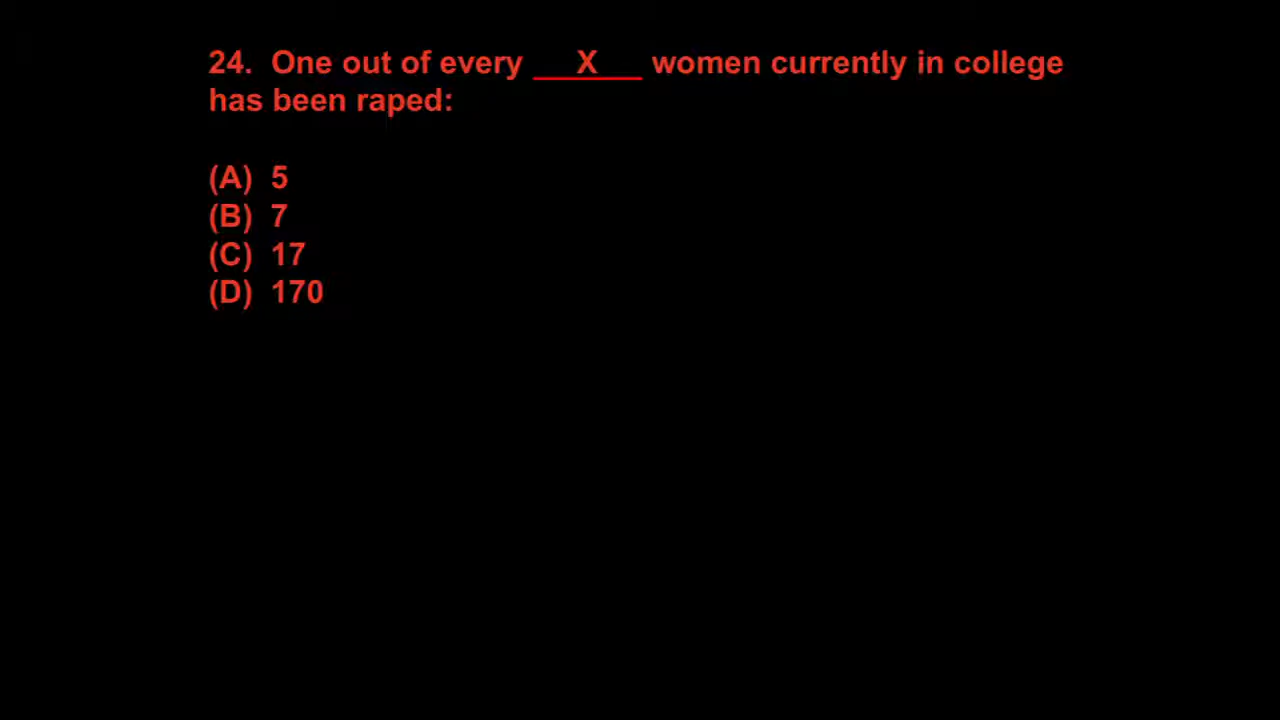 24. One out of every ___X___ women currently in college
has been raped:
(A) 5
(B) 7
(C) 17
(D) 170